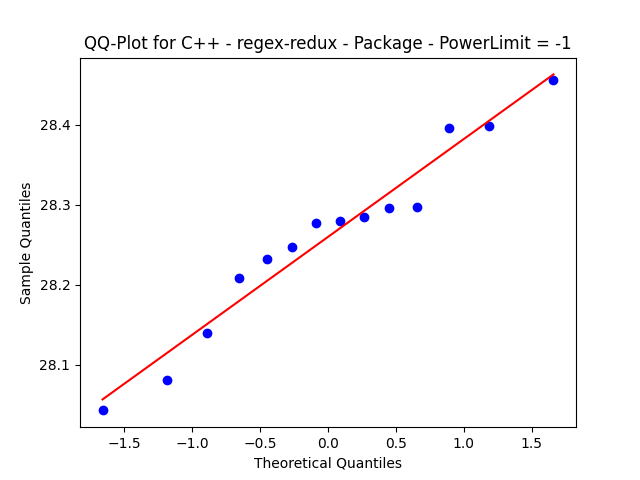 QQ-Plot for C++ - regex-redux - Package - PowerLimit = -1
28.4
28.3
28.2
28.1
Sample Quantiles
−1.5 −1.0 −0.5 0.0 0.5 1.0 1.5
Theoretical Quantiles